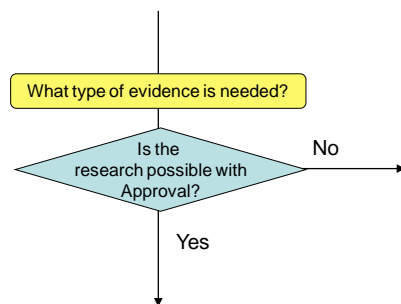 What type of evidence is needed?
Is the
research possible with
Approval?
No
Yes